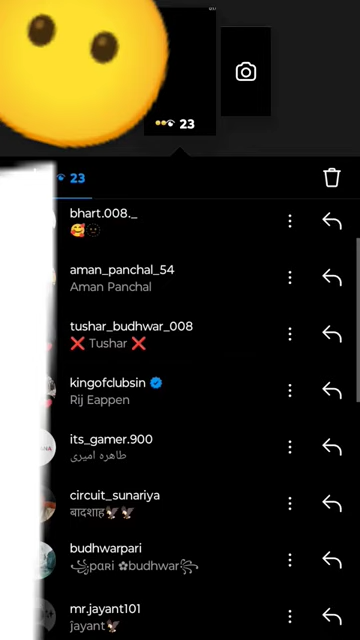 23
23
bhart.008._
🥰🌚
aman_panchal_54
Aman Panchal
tushar_budhwar_008
❌ Tushar ❌
kingofclubsin
Rij Eappen
its_gamer.900
طاهره امیری
circuit_sunariya
बादशाह🦅🦅
budhwarpari
꧁pαʀi ✿budhwar꧂
mr.jayant101
jayant🦅